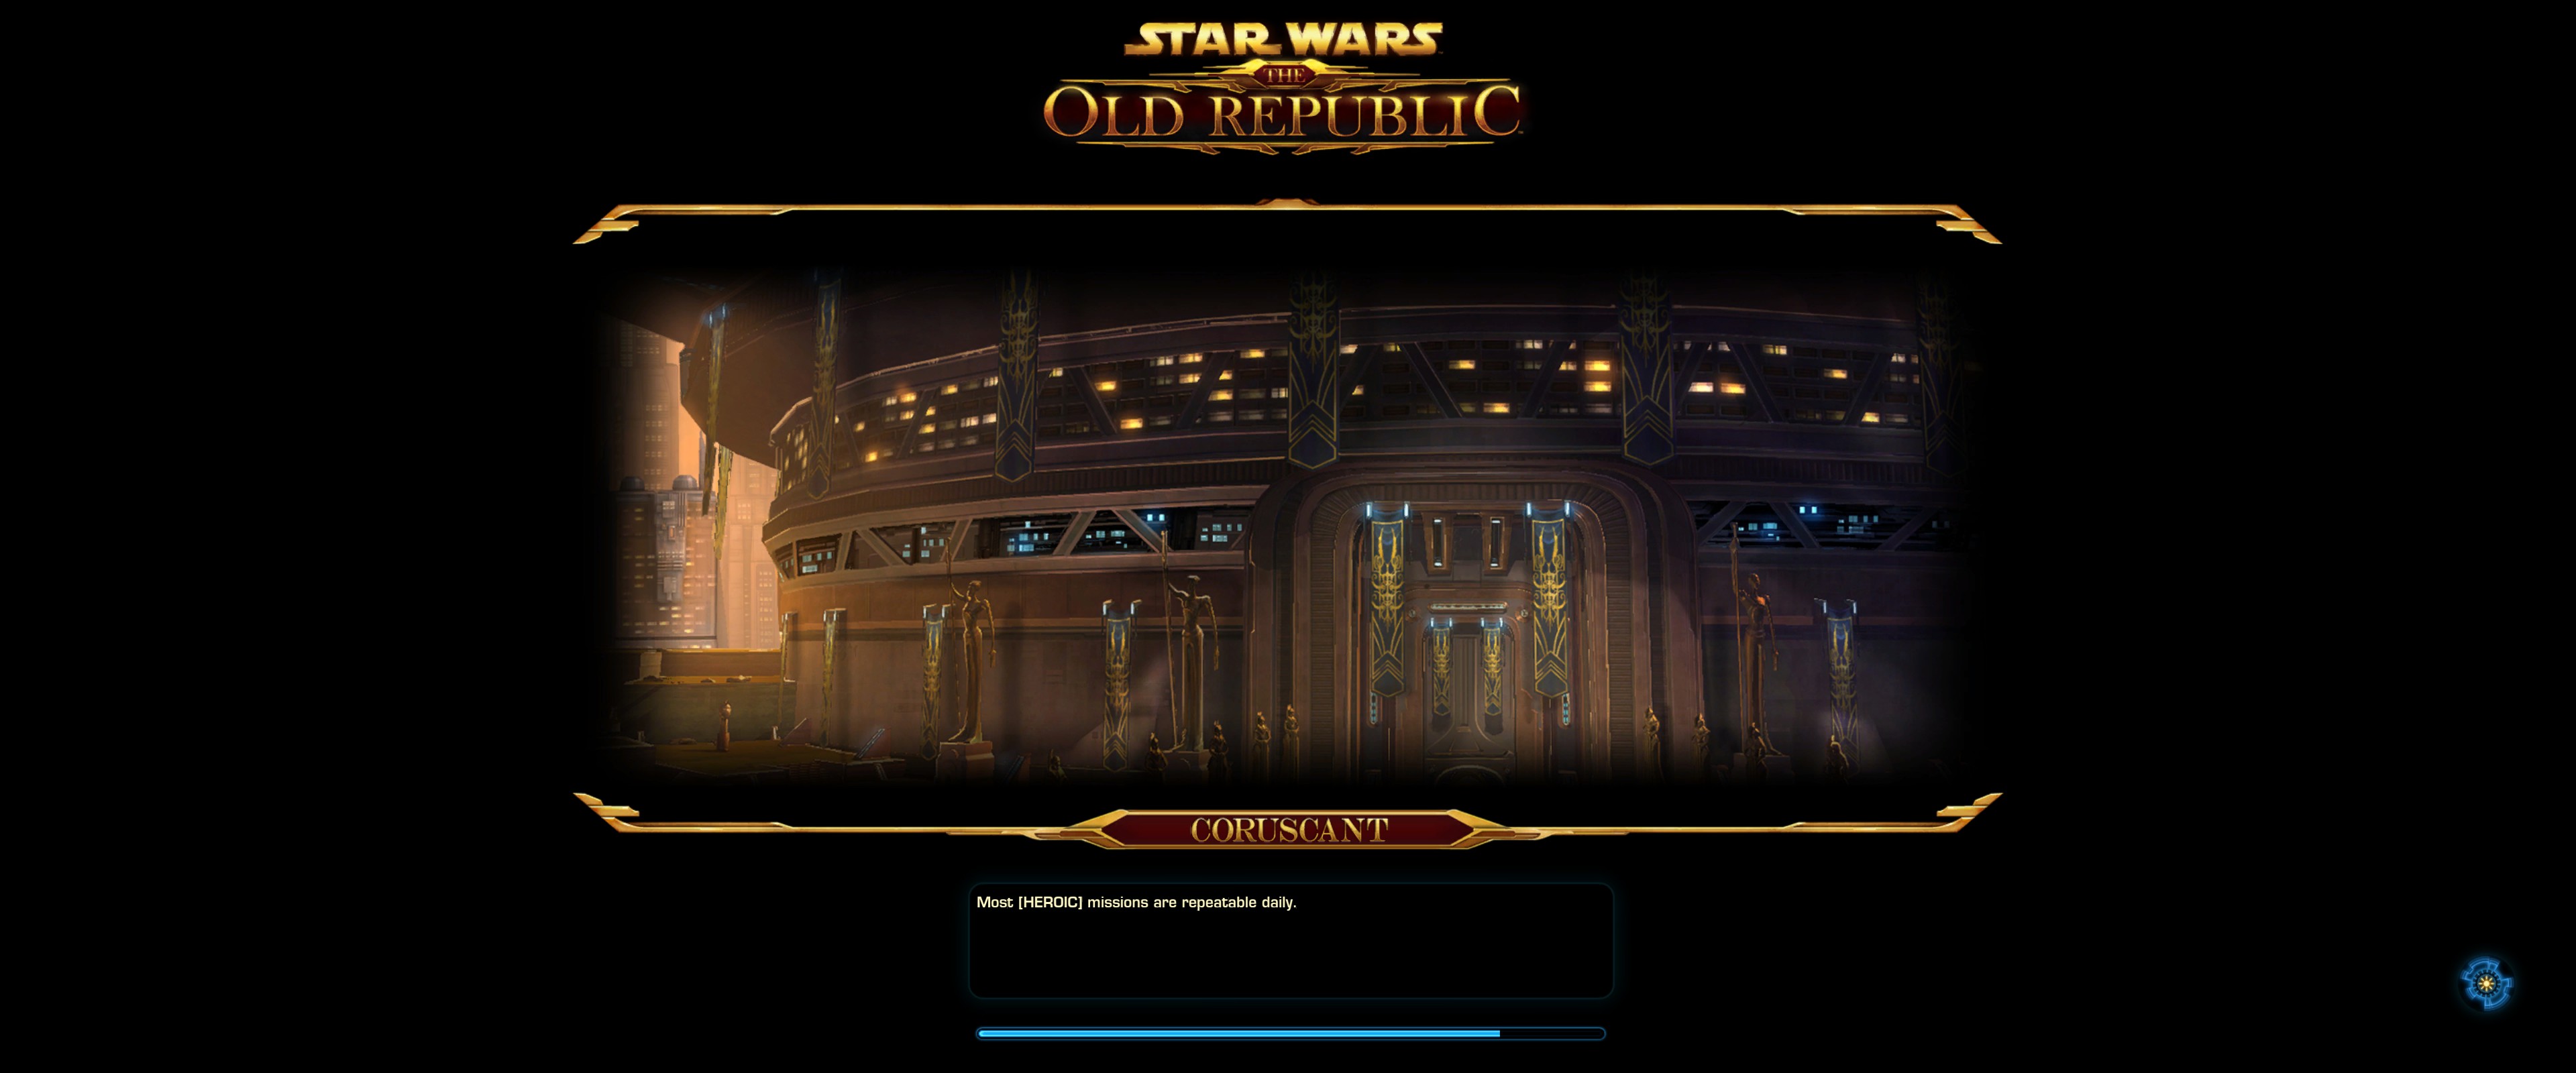 STAR WARS
THE
OLD REPUBLIC
CORUSCANT
Most [HEROIC] missions are repeatable daily.